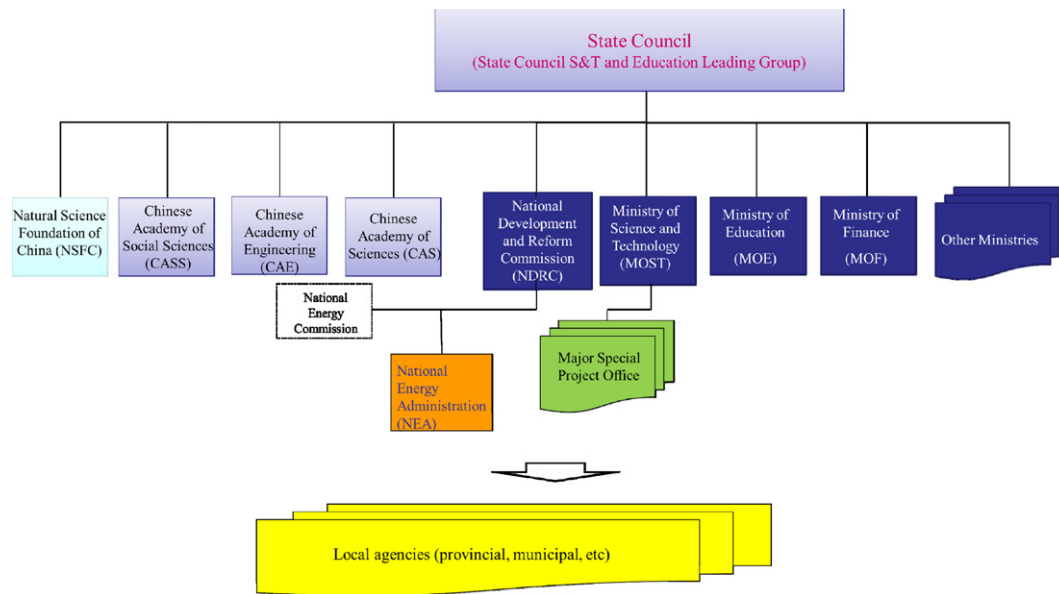 State Council
(State Council S&T and Education Leading Group)
Natural Science
Foundation of
China (NSFC)
Chinese
Academy of
Social Sciences
(CASS)
Chinese
Academy of
Engineering
(CAE)
Chinese
Academy of
Sciences (CAS)
National
Development
and Reform
Commission
(NDRC)
Ministry of
Science and
Technology
(MOST)
Ministry of
Education
(MOE)
Ministry of
Finance
(MOF)
Other Ministries
National
Energy
Commission
National
Energy
Administration
(NEA)
Major Special
Project Office
Local agencies (provincial, municipal, etc)